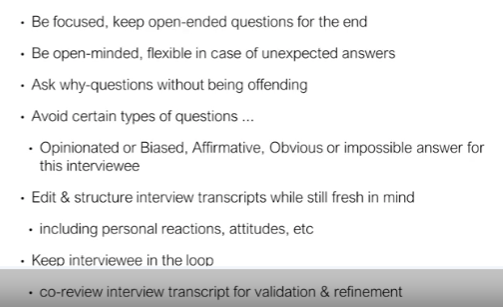 • Be focused, keep open-ended questions for the end
• Be open-minded, flexible in case of unexpected answers
• Ask why-questions without being offending
• Avoid certain types of questions ...
• Opinionated or Biased, Affirmative, Obvious or impossible answer for
this interviewee
• Edit & structure interview transcripts while still fresh in mind
• including personal reactions, attitudes, etc
• Keep interviewee in the loop
• co-review interview transcript for validation & refinement